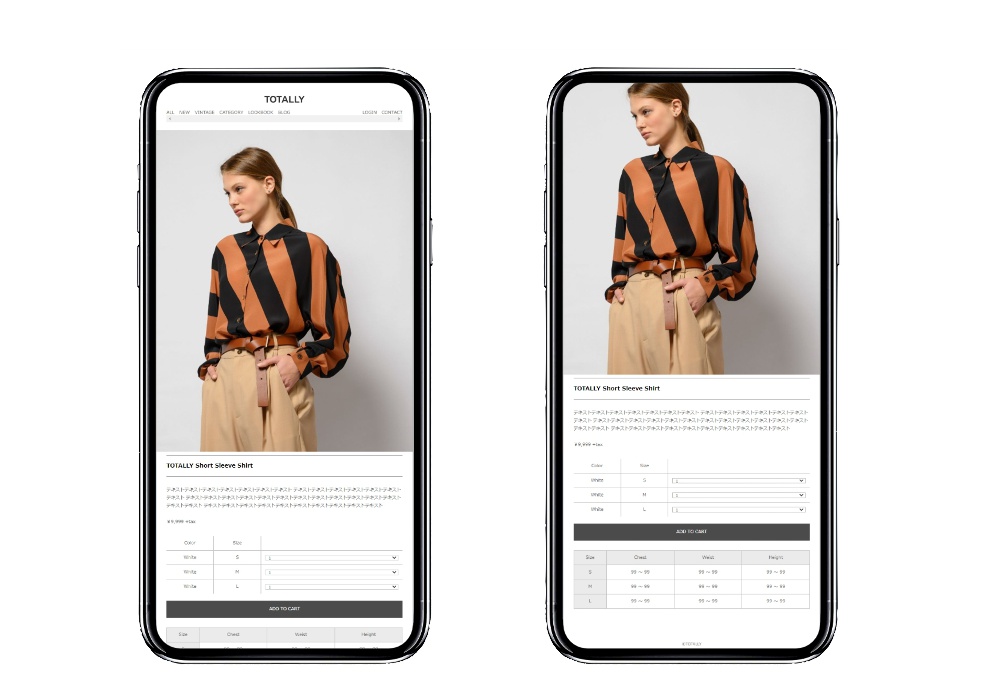 TOTALLY
ALL NEW VINTAGE CATEGORY LOOKBOOK BLOG LOGIN CONTACT
TOTALLY Short Sleeve Shirt
テキストテキストテキストテキストテキストテキスト テキストテキストテキストテキストテキスト
テキスト テキストテキストテキストテキストテキストテキスト テキストテキストテキストテキスト
テキストテキスト テキストテキストテキストテキストテキストテキストテキストテキスト
¥9,999 +tax
Color Size
White S 1
White M 1
White L 1
ADD TO CART
Size Chest Waist Height
TOTALLY Short Sleeve Shirt
テキストテキストテキストテキストテキストテキスト テキストテキストテキストテキストテキスト
テキスト テキストテキストテキストテキストテキストテキスト テキストテキストテキストテキスト
テキストテキスト テキストテキストテキストテキストテキストテキストテキストテキスト
¥9,999 +tax
Color Size
White S 1
White M 1
White L 1
ADD TO CART
Size Chest Waist Height
S 99 〜 99 99 〜 99 99 〜 99
M 99 〜 99 99 〜 99 99 〜 99
L 99 〜 99 99 〜 99 99 〜 99
©TOTALLY